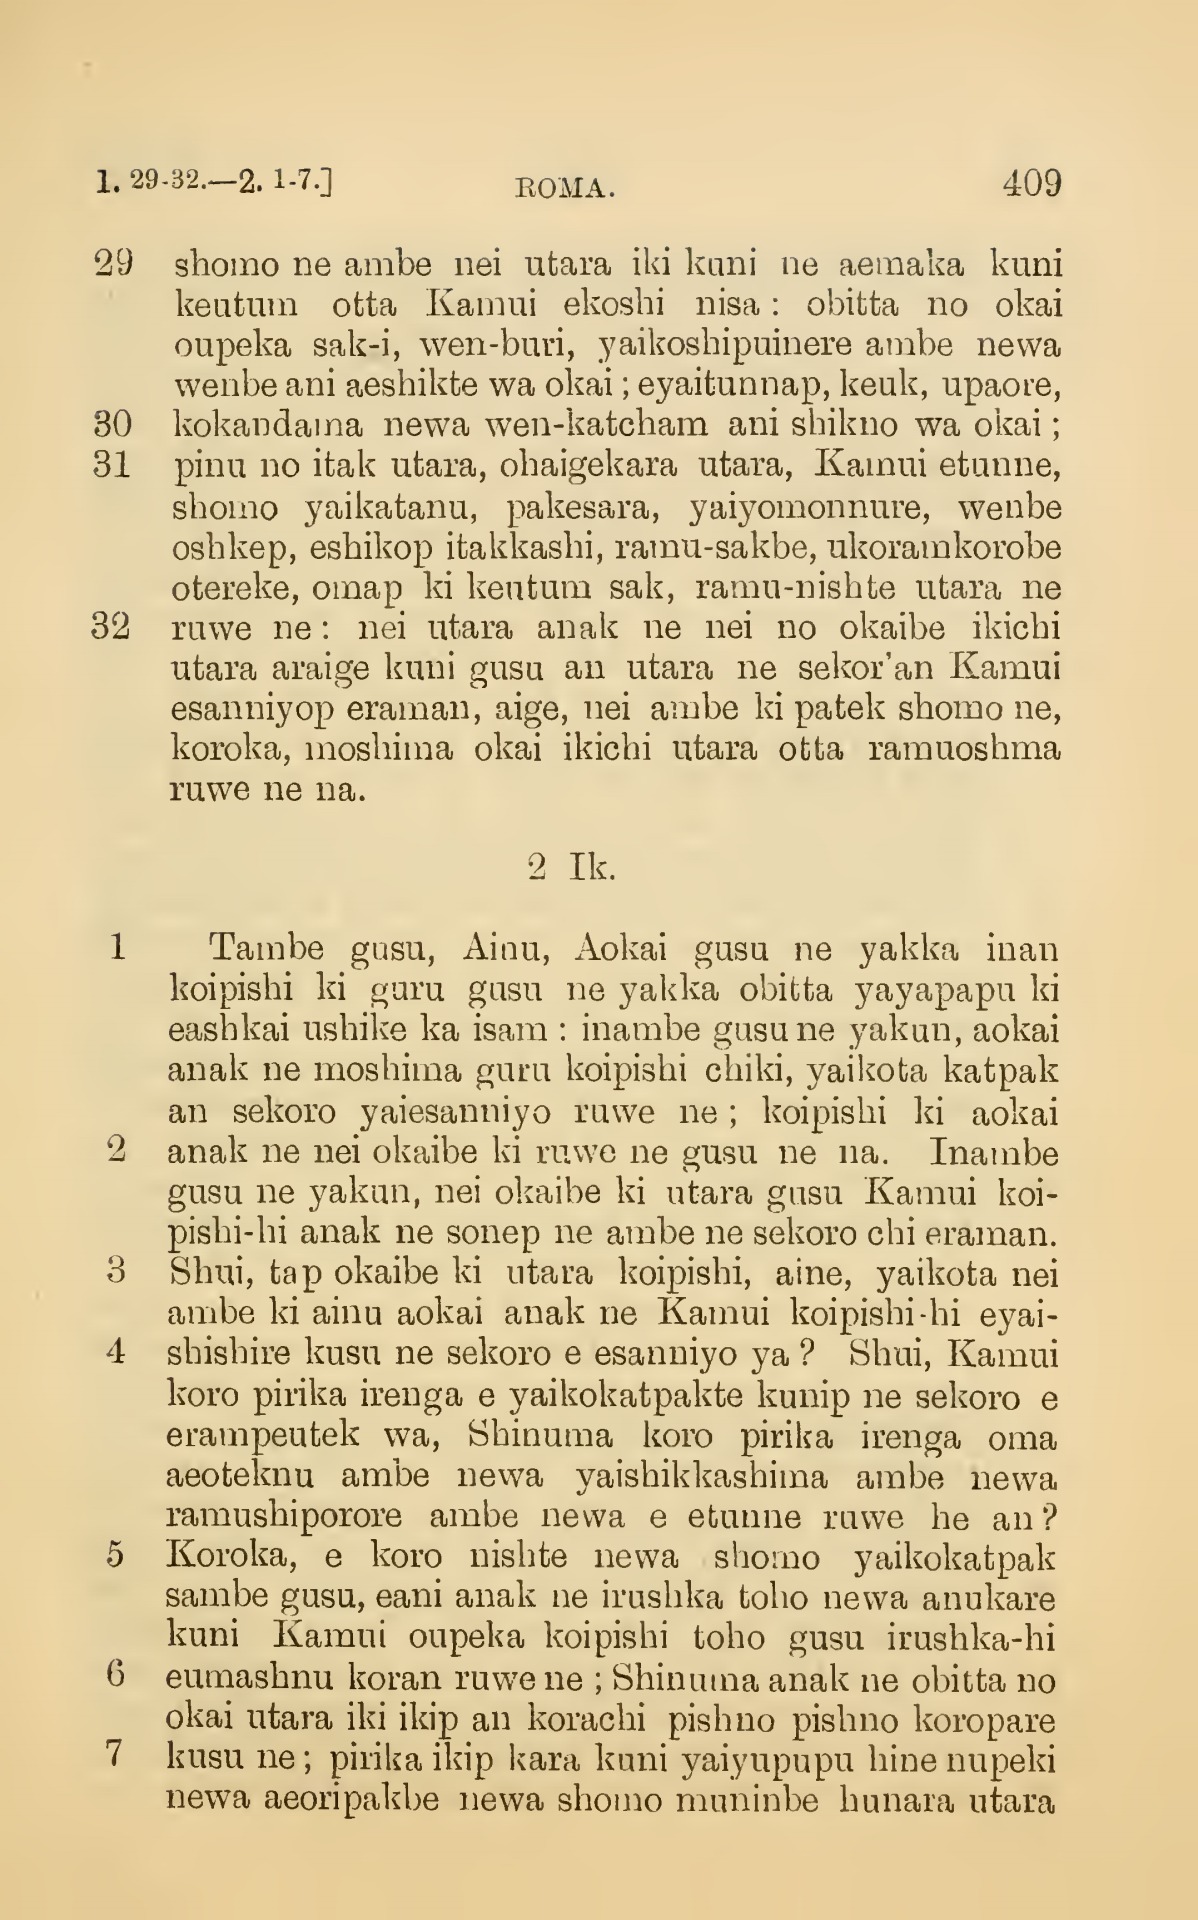 1. 29-32.—2. 1-7.] ROMA. 409
29 shomo ne ambe nei utara iki kuni ne aemaka kuni
keutum otta Kamui ekoshi nisa : obitta no okai
oupeka sak-i, wen-buri, yaikoshipuinere ambe newa
wenbe ani aeshikte wa okai ; eyaitunnap, keuk, upaore,
30 kokandama newa wen-katcham ani shikno wa okai ;
31 pinu no itak utara, ohaigekara utara, Kamui etunne,
shomo yaikatanu, pakesara, yaiyomonnure, wenbe
oshkep, eshikop itakkashi, ramu-sakbe, ukoramkorobe
otereke, omap ki keutum sak, ramu-nishte utara ne
32 ruwe ne : nei utara anak ne nei no okaibe ikichi
utara araige kuni gusu an utara ne sekor'an Kamui
esanniyop eraman, aige, nei ambe ki patek shomo ne,
koroka, moshima okai ikichi utara otta ramuoshma
ruwe ne na.
2 Ik.
1 Tambe gusu, Ainu, Aokai gusu ne yakka inan
koipishi ki guru gusu ne yakka obitta yayapapu ki
eashkai ushike ka isam : inambe gusu ne yakun, aokai
anak ne moshima guru koipishi chiki, yaikota katpak
an sekoro yaiesanniyo ruwe ne ; koipishi ki aokai
2 anak ne nei okaibe ki ruwe ne gusu ne na. Inambe
gusu ne yakun, nei okaibe ki utara gusu Kamui koi-
pishi-hi anak ne sonep ne ambe ne sekoro chi eraman.
3 Shui, tap okaibe ki utara koipishi, aine, yaikota nei
ambe ki ainu aokai anak ne Kamui koipishi-hi eyai-
4 shishire kusu ne sekoro e esanniyo ya ? Shui, Kamui
koro pirika irenga e yaikokatpakte kunip ne sekoro e
erampeutek wa, Shinuma koro pirika irenga oma
aeoteknu ambe newa yaishikkashima ambe newa
ramushiporore ambe newa e etunne ruwe he an ?
5 Koroka, e koro nishte newa shomo yaikokatpak
sambe gusu, eani anak ne irushka toho newa anukare
kuni Kamui oupeka koipishi toho gusu irushka-hi
6 eumashnu koran ruwe ne ; Shinuma anak ne obitta no
okai utara iki ikip an korachi pishno pishno koropare
7 kusu ne ; pirika ikip kara kuni yaiyupupu hine nupeki
newa aeoripakbe newa shomo muninbe hunara utara